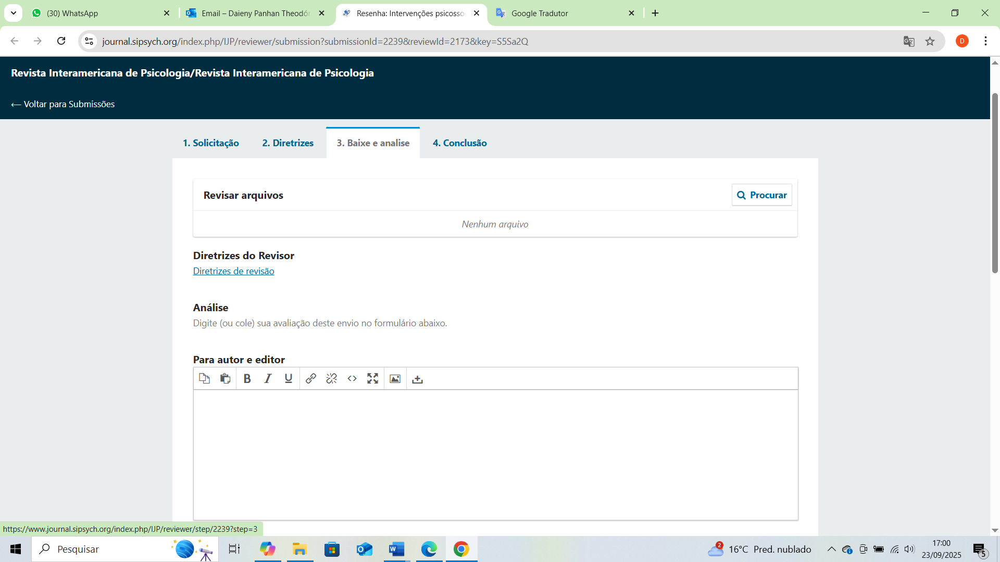 (30) WhatsApp
Email – Daieny Panhan Theodór
Resenha: Intervenções psicosso
Google Tradutor
journal.sipsych.org/index.php/IJP/reviewer/submission?submissionId=2239&reviewId=2173&key=S5Sa2Q
D
Revista Interamericana de Psicologia/Revista Interamericana de Psicologia
← Voltar para Submissões
1. Solicitação
2. Diretrizes
3. Baixe e analise
4. Conclusão
Revisar arquivos
Procurar
Nenhum arquivo
Diretrizes do Revisor
Diretrizes de revisão
Análise
Digite (ou cole) sua avaliação deste envio no formulário abaixo.
Para autor e editor
B I U
https://www.journal.sipsych.org/index.php/IJP/reviewer/step/2239?step=3
Pesquisar
2
16°C Pred. nublado
17:00
23/09/2025
5